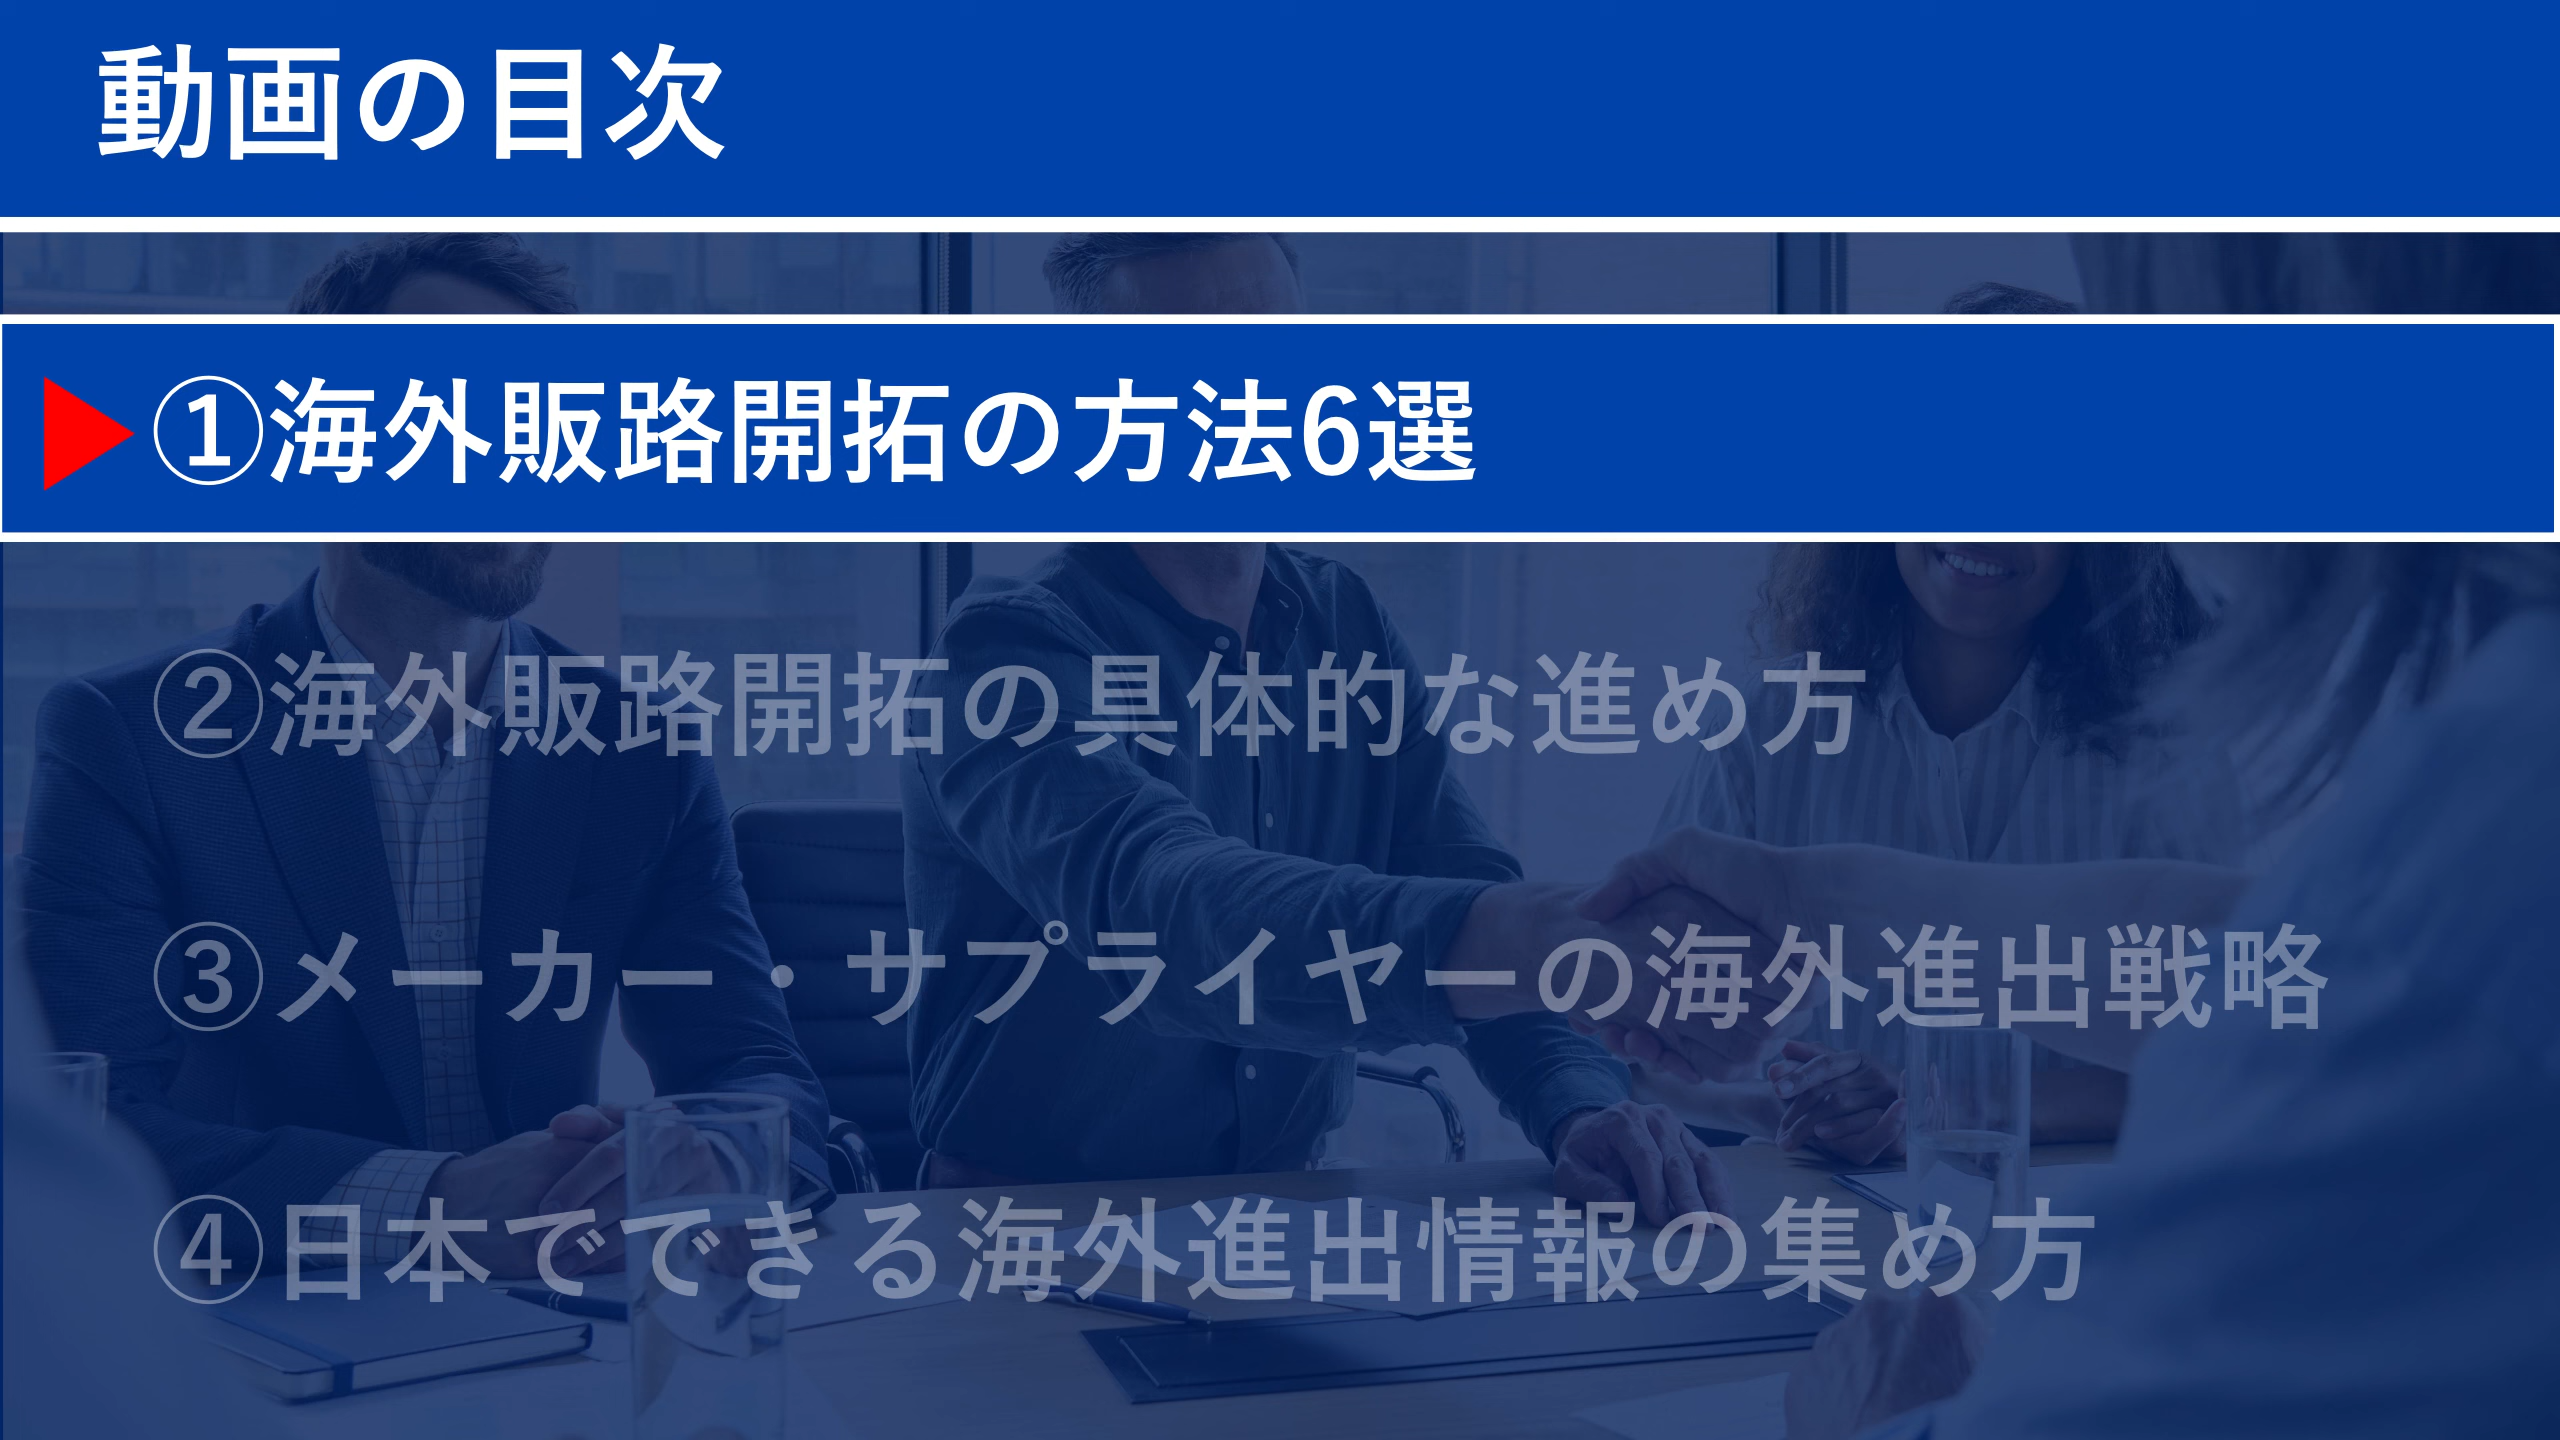 動画の目次
①海外販路開拓の方法6選
②海外販路開拓の具体的な進め方
③メーカー・サプライヤーの海外進出戦略
④日本でできる海外進出情報の集め方